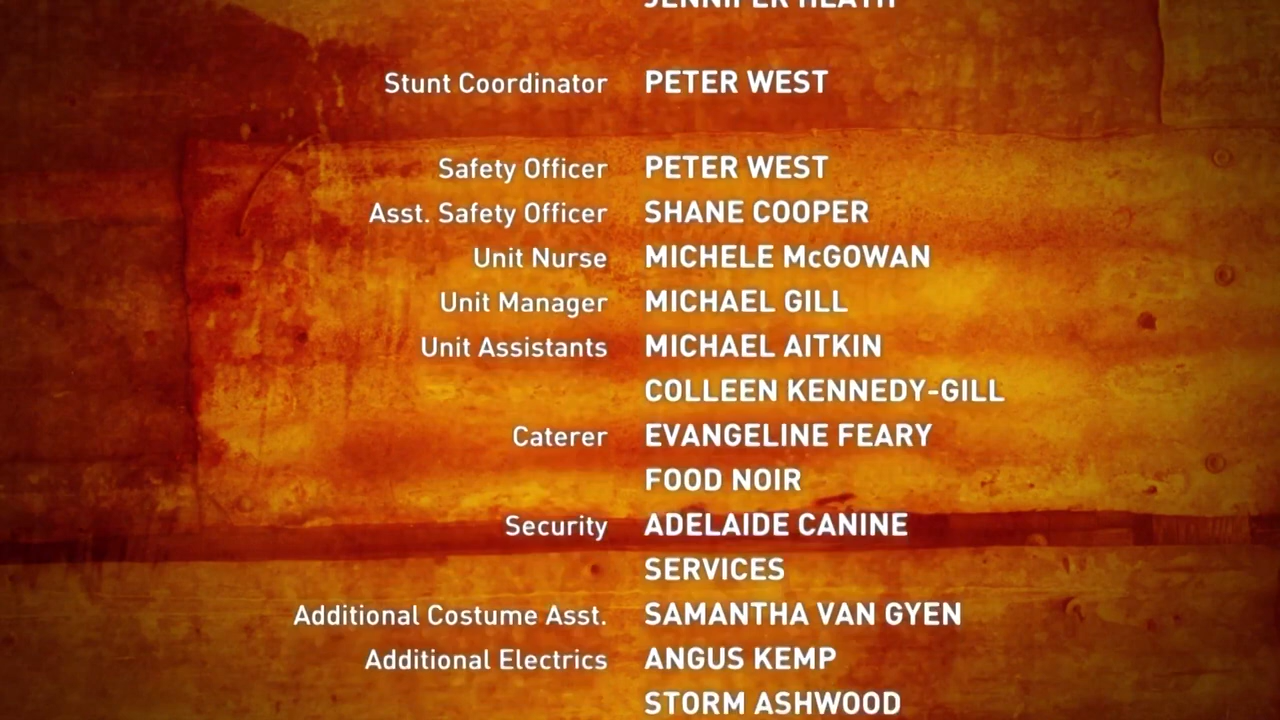 JENNIFER HEATH
Stunt Coordinator PETER WEST
Safety Officer PETER WEST
Asst. Safety Officer SHANE COOPER
Unit Nurse MICHELE McGOWAN
Unit Manager MICHAEL GILL
Unit Assistants MICHAEL AITKIN
COLLEEN KENNEDY-GILL
Caterer EVANGELINE FEARY
FOOD NOIR
Security ADELAIDE CANINE
SERVICES
Additional Costume Asst. SAMANTHA VAN GYEN
Additional Electrics ANGUS KEMP
STORM ASHWOOD